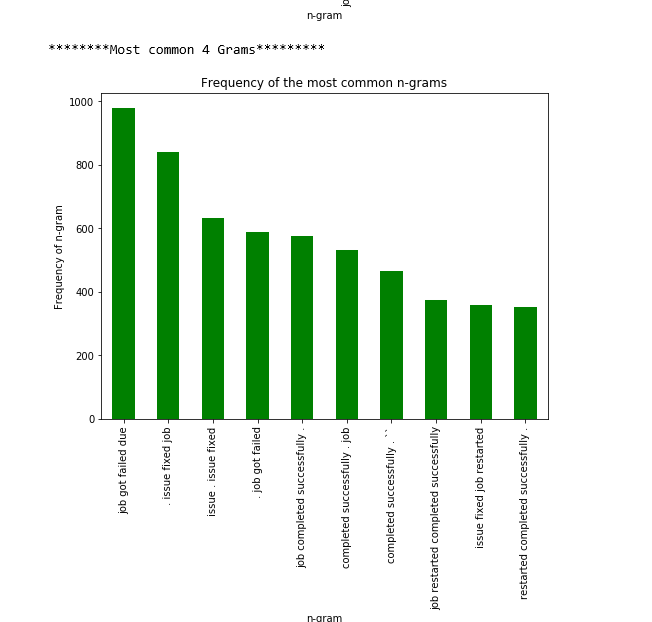 jo
n-gram
********Most common 4 Grams*********
Frequency of the most common n-grams
Frequency of n-gram
1000
800
600
400
200
0
job got failed due
. issue fixed job
issue . issue fixed
. job got failed
job completed successfully .
completed successfully . job
completed successfully . ``
job restarted completed successfully
issue fixed job restarted
restarted completed successfully .
n-gram